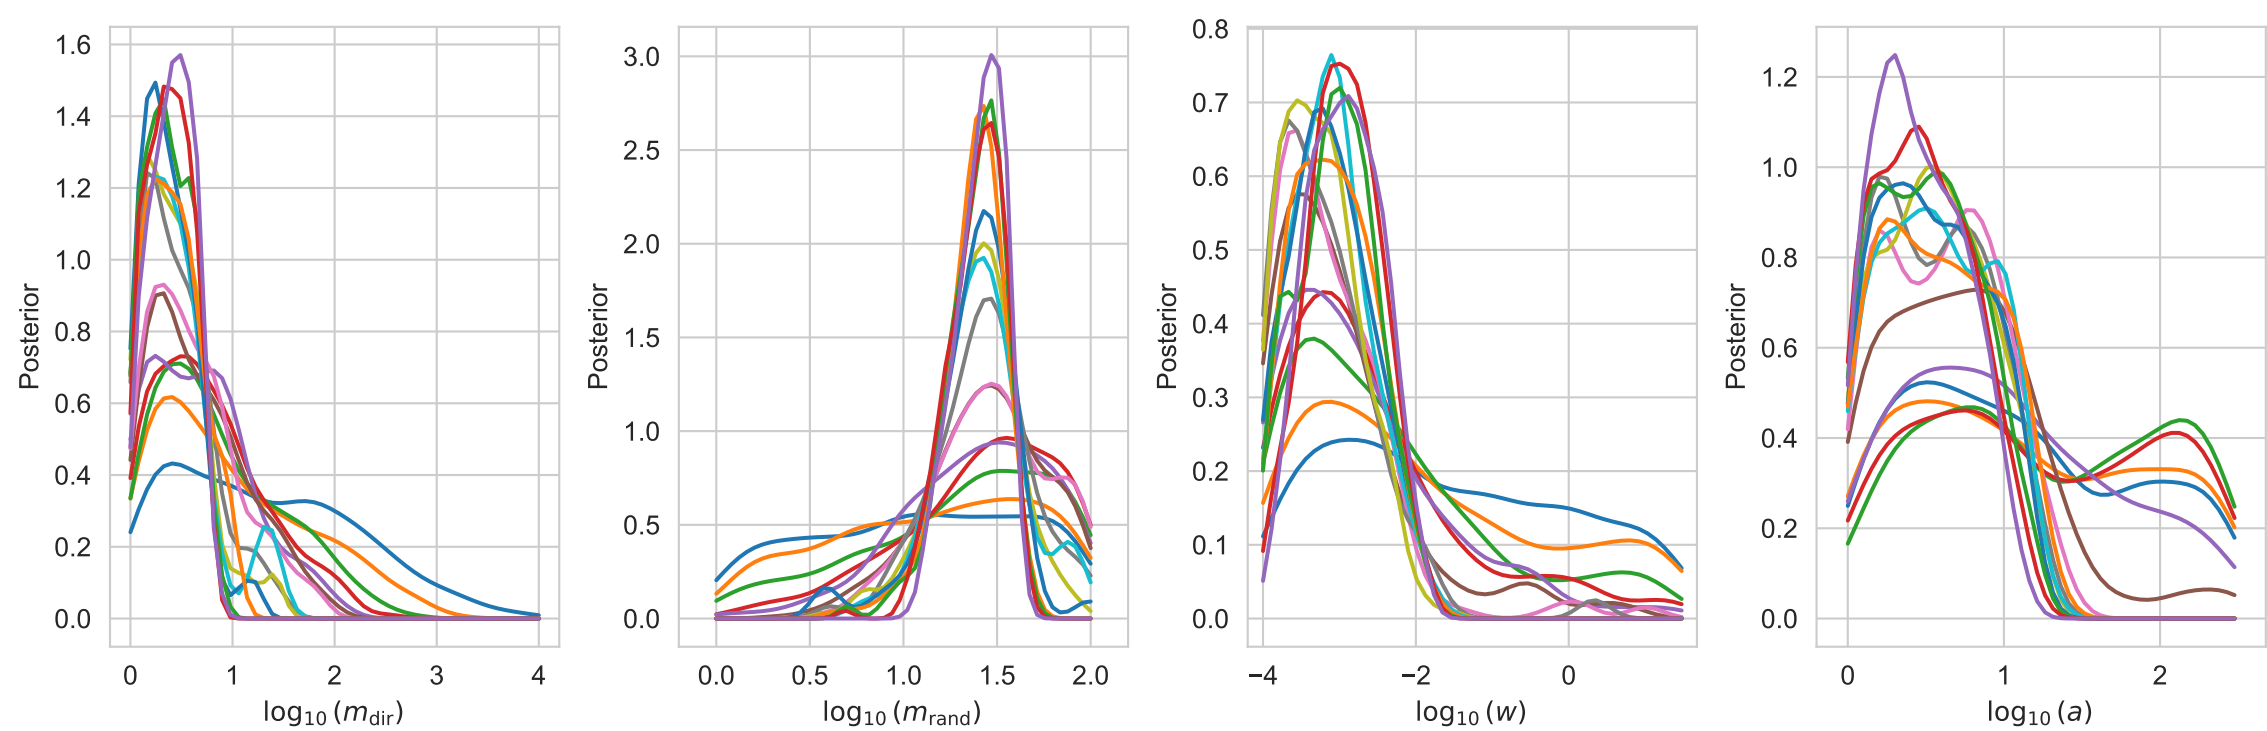 Posterior
1.6
1.4
1.2
1.0
0.8
0.6
0.4
0.2
0.0
0 1 2 3 4
log₁₀ (m_dir)
Posterior
3.0
2.5
2.0
1.5
1.0
0.5
0.0
0.0 0.5 1.0 1.5 2.0
log₁₀ (m_rand)
Posterior
0.8
0.7
0.6
0.5
0.4
0.3
0.2
0.1
0.0
−4 −2 0
log₁₀ (w)
Posterior
1.2
1.0
0.8
0.6
0.4
0.2
0.0
0 1 2
log₁₀ (a)